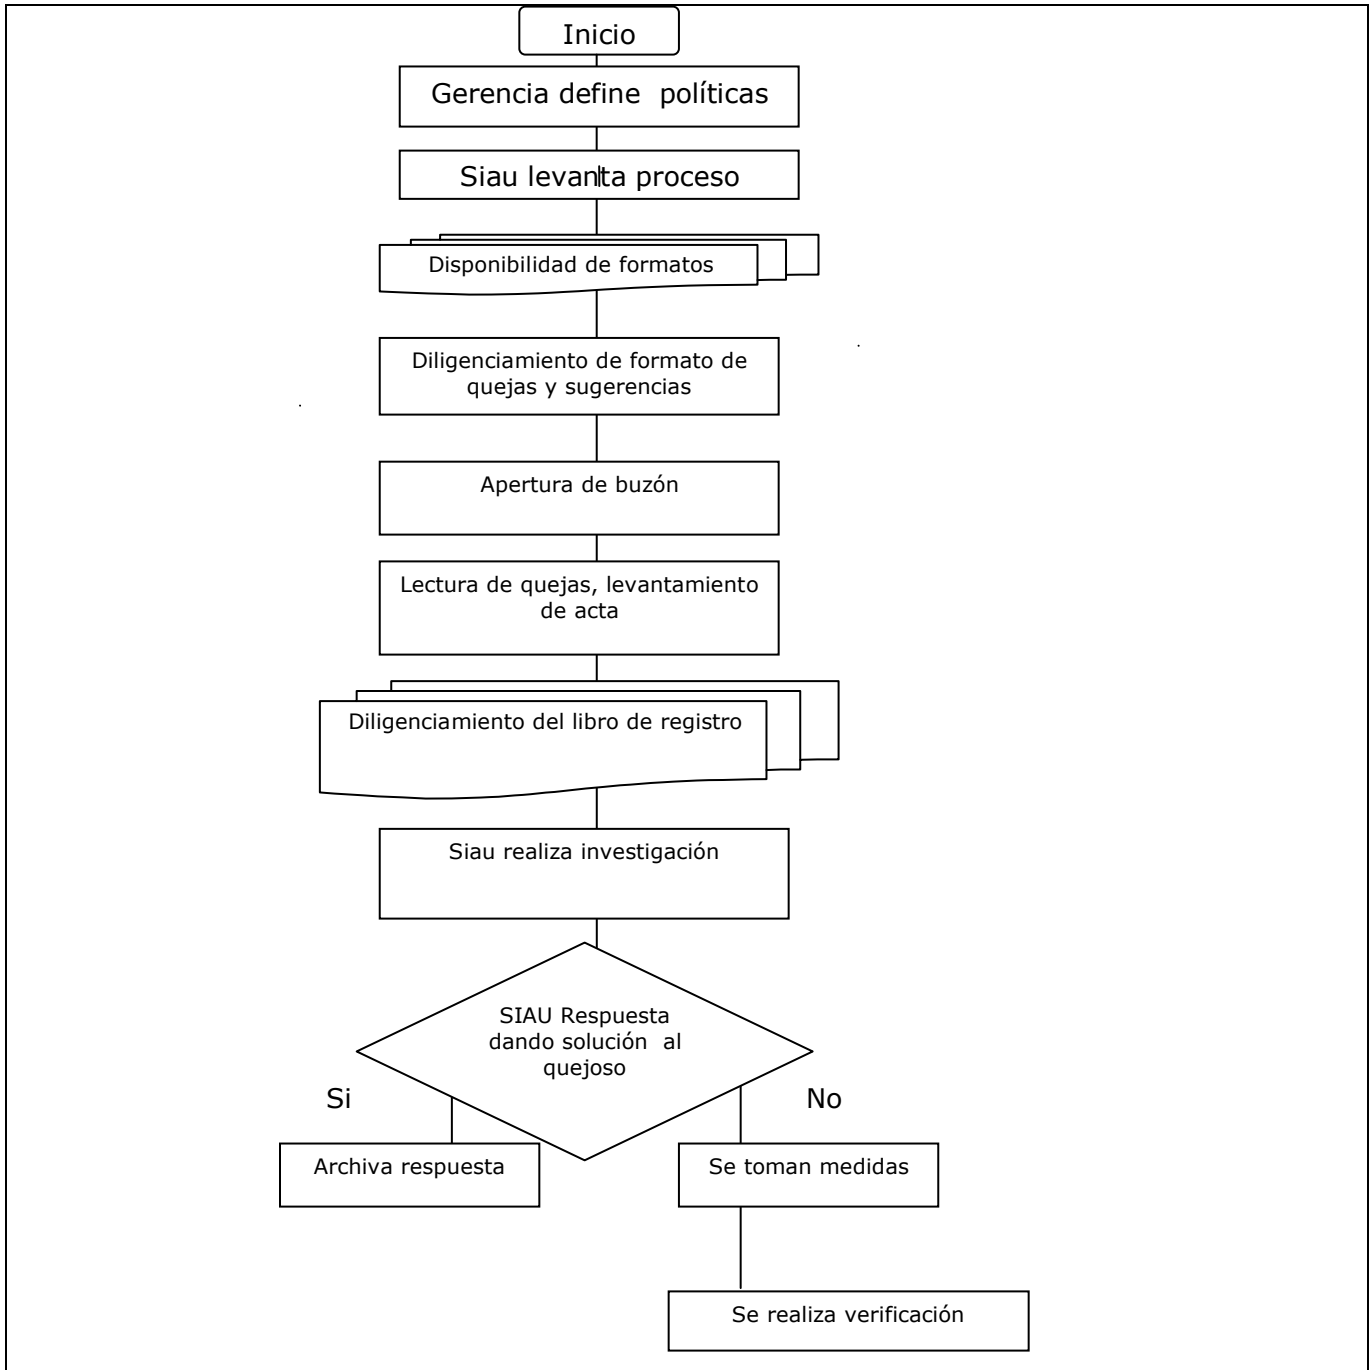 Inicio
Gerencia define  políticas
Siau levanta proceso
Disponibilidad de formatos
Diligenciamiento de formato de
quejas y sugerencias
Apertura de buzón
Lectura de quejas, levantamiento
de acta
Diligenciamiento del libro de registro
Siau realiza investigación
SIAU Respuesta
dando solución  al
quejoso
Si
No
Archiva respuesta
Se toman medidas
Se realiza verificación